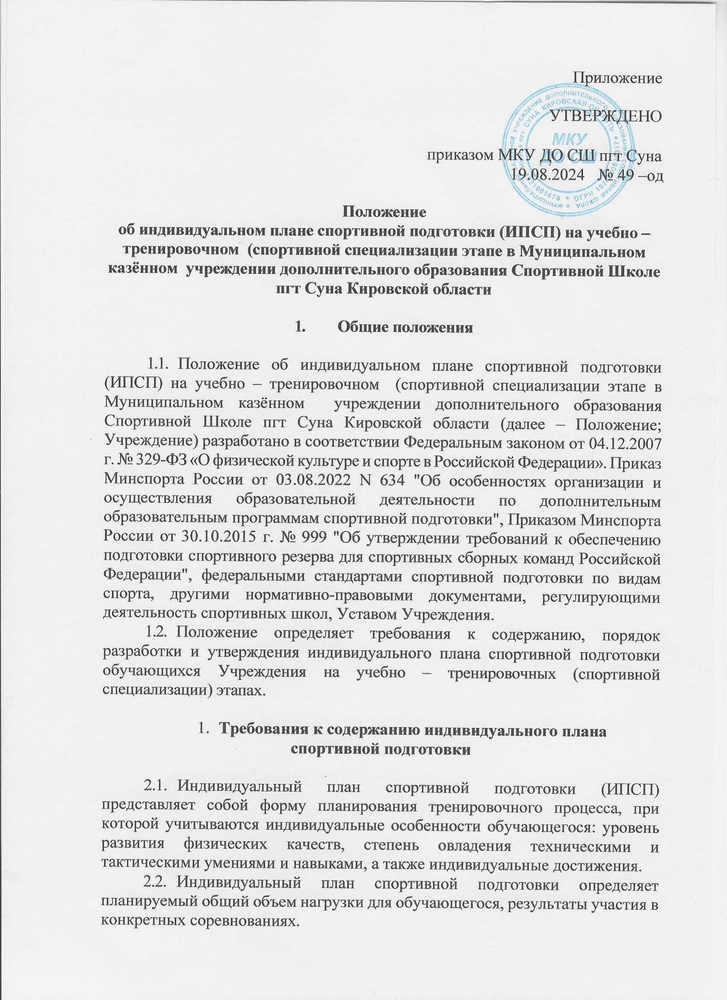 Приложение
УТВЕРЖДЕНО
приказом МКУ ДО СШ пгт Суна
19.08.2024 № 49 –од
МУНИЦИПАЛЬНОЕ КАЗЕННОЕ УЧРЕЖДЕНИЕ ДОПОЛНИТЕЛЬНОГО ОБРАЗОВАНИЯ СПОРТИВНАЯ ШКОЛА
пгт СУНА КИРОВСКАЯ ОБЛАСТЬ
ОГРН
МКУ
ДО СШ
Положение
об индивидуальном плане спортивной подготовки (ИПСП) на учебно –
тренировочном (спортивной специализации этапе в Муниципальном
казённом учреждении дополнительного образования Спортивной Школе
пгт Суна Кировской области
1. Общие положения
1.1. Положение об индивидуальном плане спортивной подготовки
(ИПСП) на учебно – тренировочном (спортивной специализации этапе в
Муниципальном казённом учреждении дополнительного образования
Спортивной Школе пгт Суна Кировской области (далее – Положение;
Учреждение) разработано в соответствии Федеральным законом от 04.12.2007
г. № 329-ФЗ «О физической культуре и спорте в Российской Федерации». Приказ
Минспорта России от 03.08.2022 N 634 "Об особенностях организации и
осуществления образовательной деятельности по дополнительным
образовательным программам спортивной подготовки", Приказом Минспорта
России от 30.10.2015 г. № 999 "Об утверждении требований к обеспечению
подготовки спортивного резерва для спортивных сборных команд Российской
Федерации", федеральными стандартами спортивной подготовки по видам
спорта, другими нормативно-правовыми документами, регулирующими
деятельность спортивных школ, Уставом Учреждения.
1.2. Положение определяет требования к содержанию, порядок
разработки и утверждения индивидуального плана спортивной подготовки
обучающихся Учреждения на учебно – тренировочных (спортивной
специализации) этапах.
1. Требования к содержанию индивидуального плана
спортивной подготовки
2.1. Индивидуальный план спортивной подготовки (ИПСП)
представляет собой форму планирования тренировочного процесса, при
которой учитываются индивидуальные особенности обучающегося: уровень
развития физических качеств, степень овладения техническими и
тактическими умениями и навыками, а также индивидуальные достижения.
2.2. Индивидуальный план спортивной подготовки определяет
планируемый общий объем нагрузки для обучающегося, результаты участия в
конкретных соревнованиях.